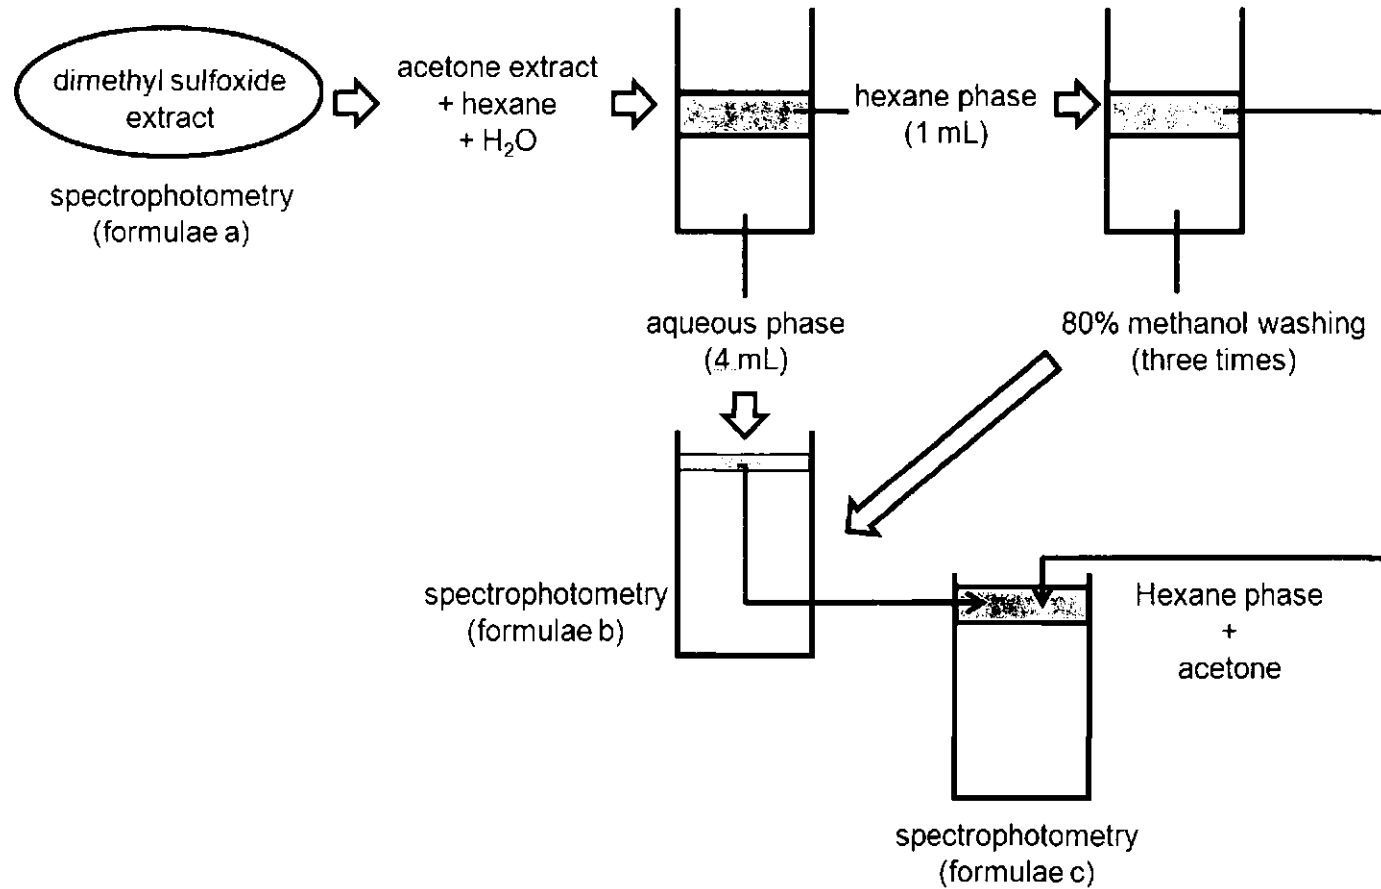 dimethyl sulfoxide
extract
spectrophotometry
(formulae a)
acetone extract
+ hexane
+ H₂O
hexane phase
(1 mL)
aqueous phase
(4 mL)
80% methanol washing
(three times)
spectrophotometry
(formulae b)
Hexane phase
+
acetone
spectrophotometry
(formulae c)